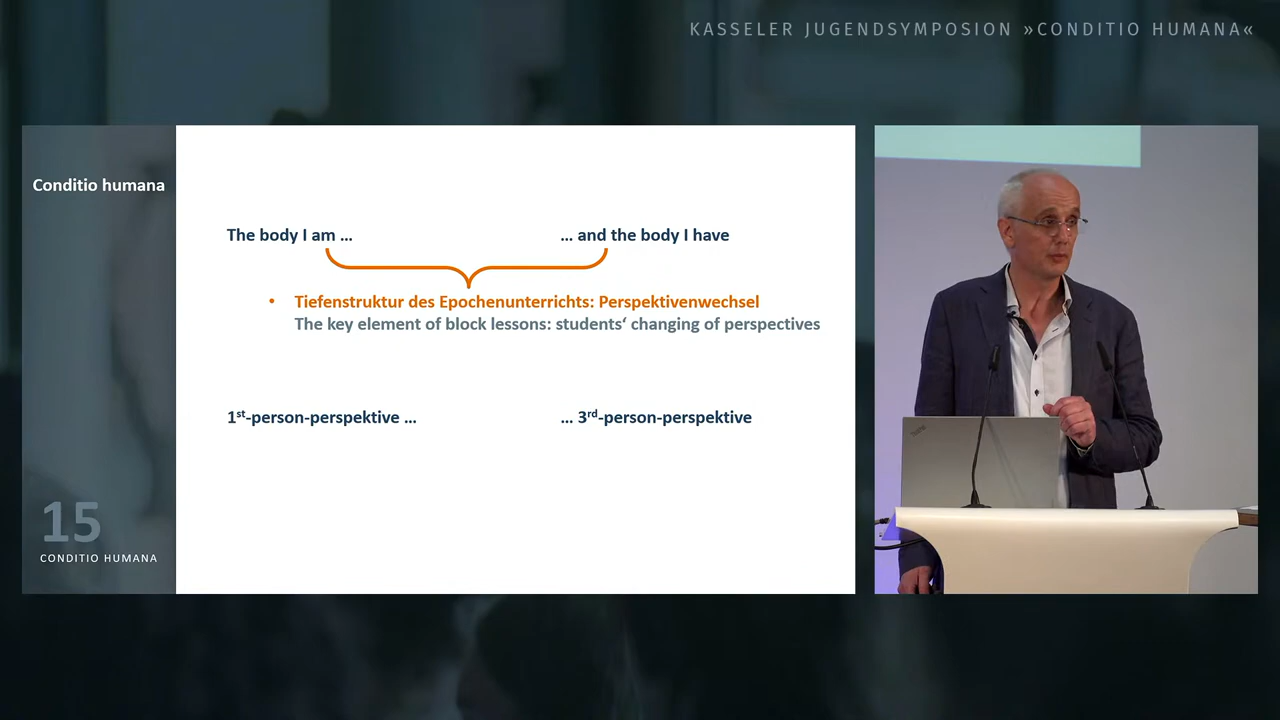 KASSELER JUGENDSYMPOSION »CONDITIO HUMANA«
Conditio humana
The body I am …
… and the body I have
• Tiefenstruktur des Epochenunterrichts: Perspektivenwechsel
The key element of block lessons: students‘ changing of perspectives
1st-person-perspektive …
… 3rd-person-perspektive
15
CONDITIO HUMANA